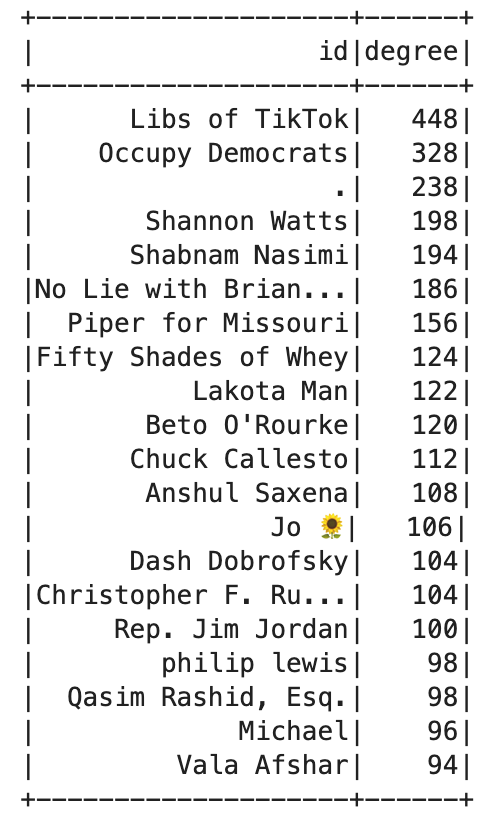 +--------------------+------+
|                  id|degree|
+--------------------+------+
|      Libs of TikTok|   448|
|    Occupy Democrats|   328|
|                   .|   238|
|       Shannon Watts|   198|
|      Shabnam Nasimi|   194|
|No Lie with Brian...|   186|
|  Piper for Missouri|   156|
|Fifty Shades of Whey|   124|
|          Lakota Man|   122|
|       Beto O'Rourke|   120|
|      Chuck Callesto|   112|
|       Anshul Saxena|   108|
|               Jo 🌻|   106|
|      Dash Dobrofsky|   104|
|Christopher F. Ru...|   104|
|     Rep. Jim Jordan|   100|
|        philip lewis|    98|
|  Qasim Rashid, Esq.|    98|
|             Michael|    96|
|         Vala Afshar|    94|
+--------------------+------+